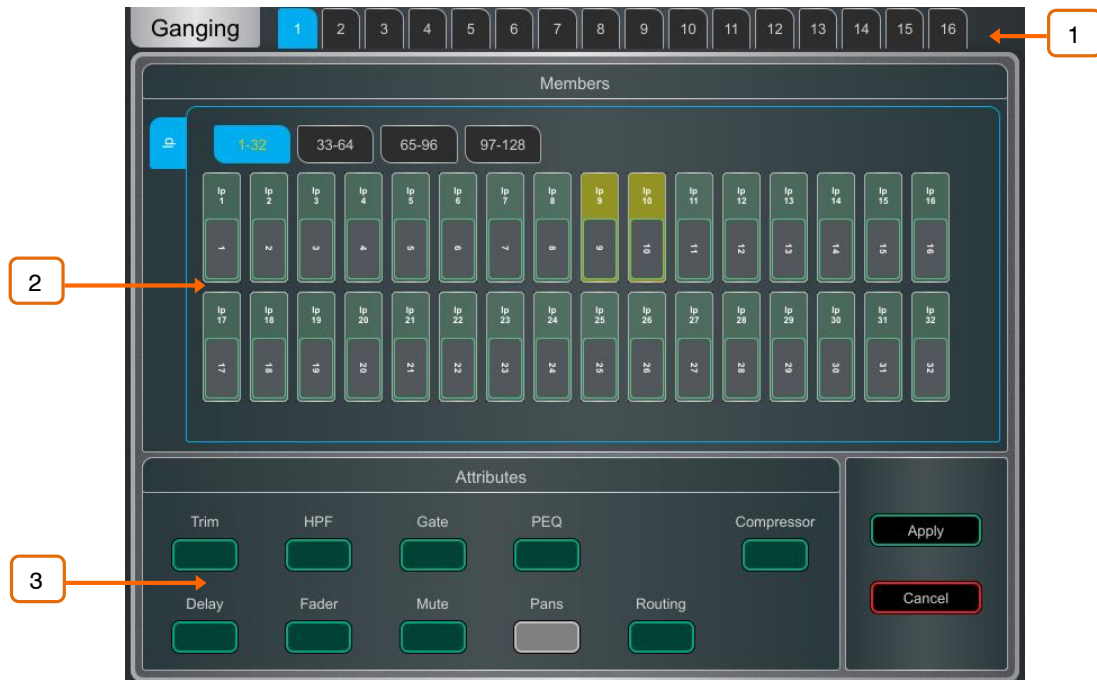 Ganging 1 2 3 4 5 6 7 8 9 10 11 12 13 14 15 16
1
Members
Ip
1-32 33-64 65-96 97-128
Ip 1 Ip 2 Ip 3 Ip 4 Ip 5 Ip 6 Ip 7 Ip 8 Ip 9 Ip 10 Ip 11 Ip 12 Ip 13 Ip 14 Ip 15 Ip 16
1 2 3 4 5 6 7 8 9 10 11 12 13 14 15 16
2
Ip 17 Ip 18 Ip 19 Ip 20 Ip 21 Ip 22 Ip 23 Ip 24 Ip 25 Ip 26 Ip 27 Ip 28 Ip 29 Ip 30 Ip 31 Ip 32
17 18 19 20 21 22 23 24 25 26 27 28 29 30 31 32
Attributes
Trim HPF Gate PEQ Compressor
Apply
3
Delay Fader Mute Pans Routing
Cancel